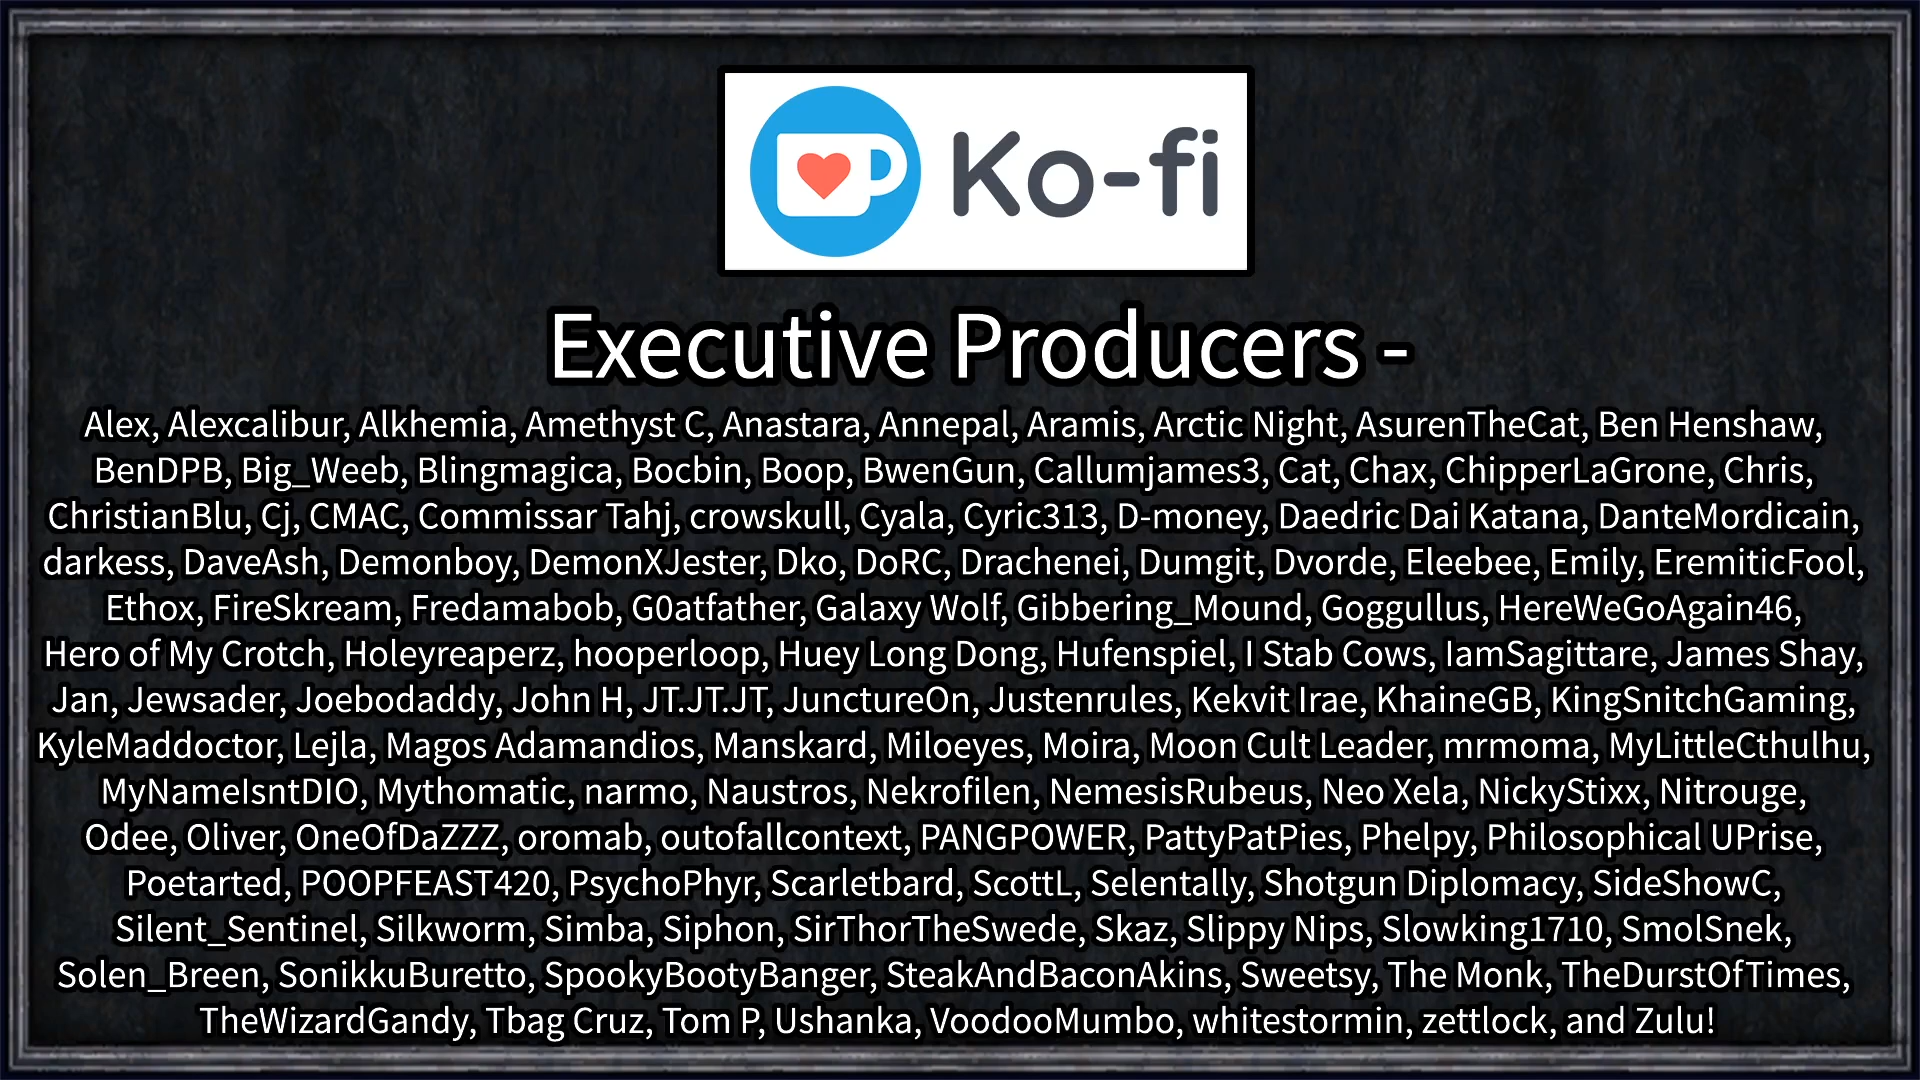 Ko-fi
Executive Producers -
Alex, Alexcalibur, Alkhemia, Amethyst C, Anastara, Annepal, Aramis, Arctic Night, AsurenTheCat, Ben Henshaw,
BenDPB, Big_Weeb, Blingmagica, Bocbin, Boop, BwenGun, Callumjames3, Cat, Chax, ChipperLaGrone, Chris,
ChristianBlu, Cj, CMAC, Commissar Tahj, crowskull, Cyala, Cyric313, D-money, Daedric Dai Katana, DanteMordicain,
darkess, DaveAsh, Demonboy, DemonXJester, Dko, DoRC, Drachenei, Dumgit, Dvorde, Eleebee, Emily, EremiticFool,
Ethox, FireSkream, Fredamabob, G0atfather, Galaxy Wolf, Gibbering_Mound, Goggullus, HereWeGoAgain46,
Hero of My Crotch, Holeyreaperz, hooperloop, Huey Long Dong, Hufenspiel, I Stab Cows, IamSagittare, James Shay,
Jan, Jewsader, Joebodaddy, John H, JT.JT.JT, JunctureOn, Justenrules, Kekvit Irae, KhaineGB, KingSnitchGaming,
KyleMaddoctor, Lejla, Magos Adamandios, Manskard, Miloeyes, Moira, Moon Cult Leader, mrmoma, MyLittleCthulhu,
MyNameIsntDIO, Mythomatic, narmo, Naustros, Nekrofilen, NemesisRubeus, Neo Xela, NickyStixx, Nitrouge,
Odee, Oliver, OneOfDaZZZ, oromab, outofallcontext, PANGPOWER, PattyPatPies, Phelpy, Philosophical UPrise,
Poetarted, POOPFEAST420, PsychoPhyr, Scarletbard, ScottL, Selentally, Shotgun Diplomacy, SideShowC,
Silent_Sentinel, Silkworm, Simba, Siphon, SirThorTheSwede, Skaz, Slippy Nips, Slowking1710, SmolSnek,
Solen_Breen, SonikkuBuretto, SpookyBootyBanger, SteakAndBaconAkins, Sweetsy, The Monk, TheDurstOfTimes,
TheWizardGandy, Tbag Cruz, Tom P, Ushanka, VoodooMumbo, whitestormin, zettlock, and Zulu!